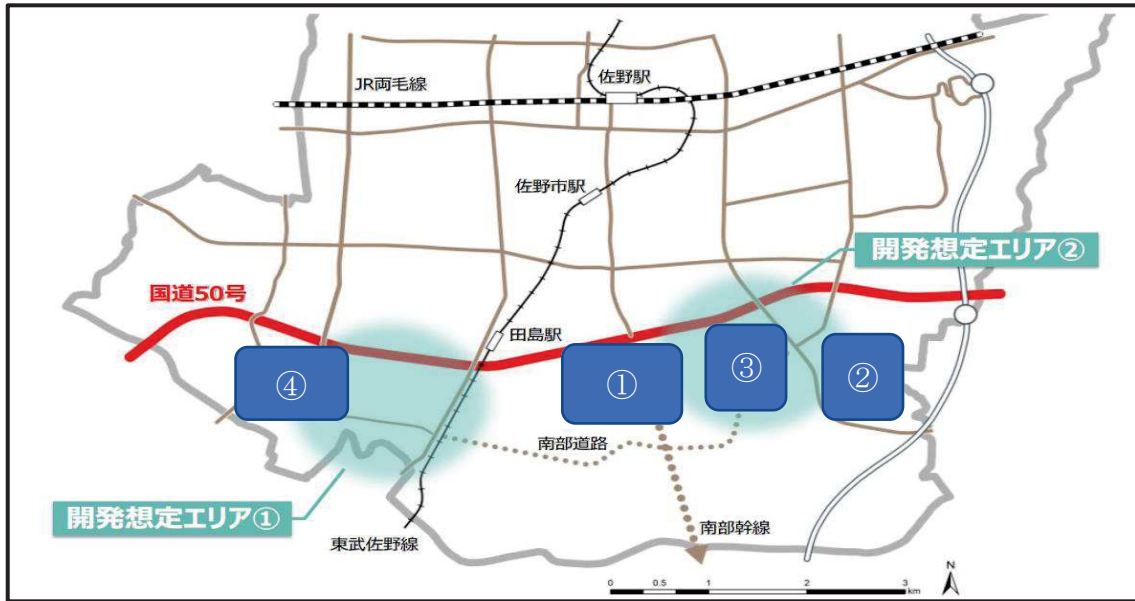 佐野駅
JR両毛線
佐野市駅
開発想定エリア②
国道50号
田島駅
④
①
③
②
南部道路
開発想定エリア①
東武佐野線
南部幹線
N
0 0.5 1 2 3
km